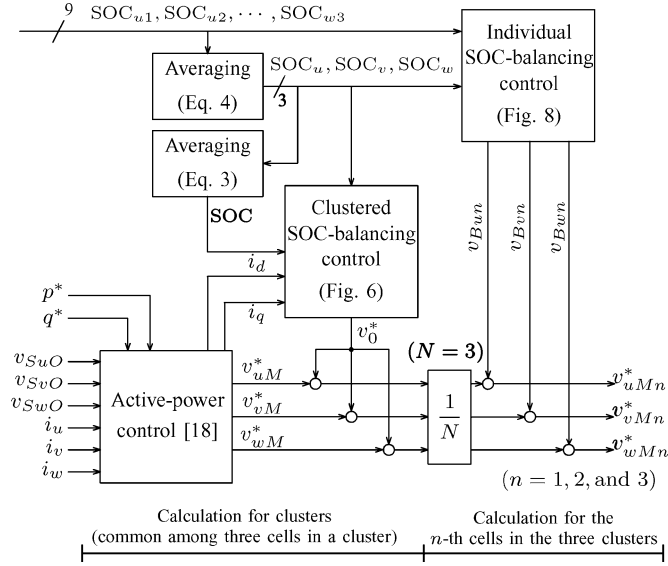 9
SOC_{u1}, SOC_{u2}, ⋯, SOC_{w3}
Averaging
(Eq. 4)
SOC_u, SOC_v, SOC_w
3
Individual
SOC-balancing
control
(Fig. 8)
Averaging
(Eq. 3)
SOC
Clustered
SOC-balancing
control
(Fig. 6)
v_{Bun}
v_{Bvn}
v_{Bwn}
i_d
i_q
p*
q*
v_{SuO}
v_{SvO}
v_{SwO}
i_u
i_v
i_w
Active-power
control [18]
v_0^*
v_{uM}^*
v_{vM}^*
v_{wM}^*
(N = 3)
1/N
v_{uMn}^*
v_{vMn}^*
v_{wMn}^*
(n = 1, 2, and 3)
Calculation for clusters
(common among three cells in a cluster)
Calculation for the
n-th cells in the three clusters